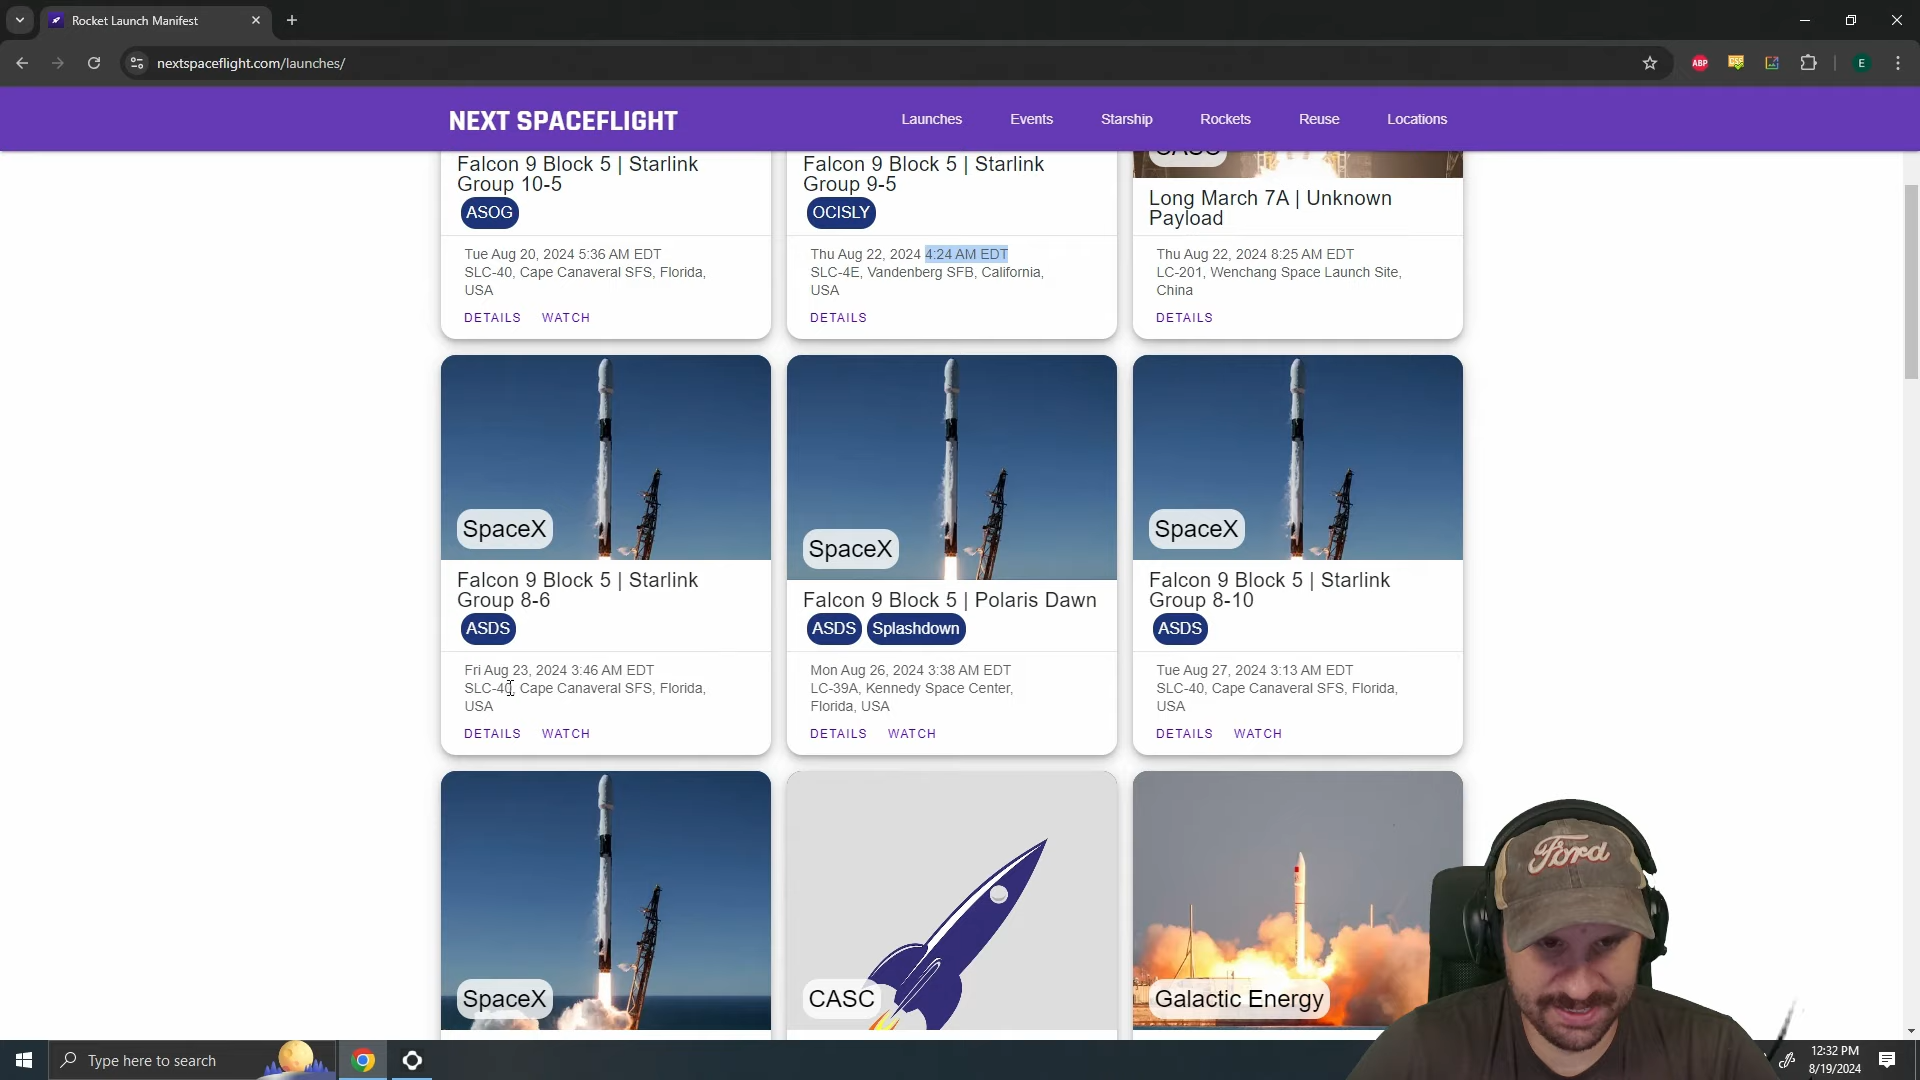 Rocket Launch Manifest
nextspaceflight.com/launches/
ABP
E
NEXT SPACEFLIGHT
Launches
Events
Starship
Rockets
Reuse
Locations
Falcon 9 Block 5 | Starlink
Group 10-5
ASOG
Tue Aug 20, 2024 5:36 AM EDT
SLC-40, Cape Canaveral SFS, Florida,
USA
DETAILS WATCH
Falcon 9 Block 5 | Starlink
Group 9-5
OCISLY
Thu Aug 22, 2024 4:24 AM EDT
SLC-4E, Vandenberg SFB, California,
USA
DETAILS
CASC
Long March 7A | Unknown
Payload
Thu Aug 22, 2024 8:25 AM EDT
LC-201, Wenchang Space Launch Site,
China
DETAILS
SpaceX
Falcon 9 Block 5 | Starlink
Group 8-6
ASDS
Fri Aug 23, 2024 3:46 AM EDT
SLC-40, Cape Canaveral SFS, Florida,
USA
DETAILS WATCH
SpaceX
Falcon 9 Block 5 | Polaris Dawn
ASDS Splashdown
Mon Aug 26, 2024 3:38 AM EDT
LC-39A, Kennedy Space Center,
Florida, USA
DETAILS WATCH
SpaceX
Falcon 9 Block 5 | Starlink
Group 8-10
ASDS
Tue Aug 27, 2024 3:13 AM EDT
SLC-40, Cape Canaveral SFS, Florida,
USA
DETAILS WATCH
SpaceX
CASC
Galactic Energy
Ford
Type here to search
12:32 PM
8/19/2024